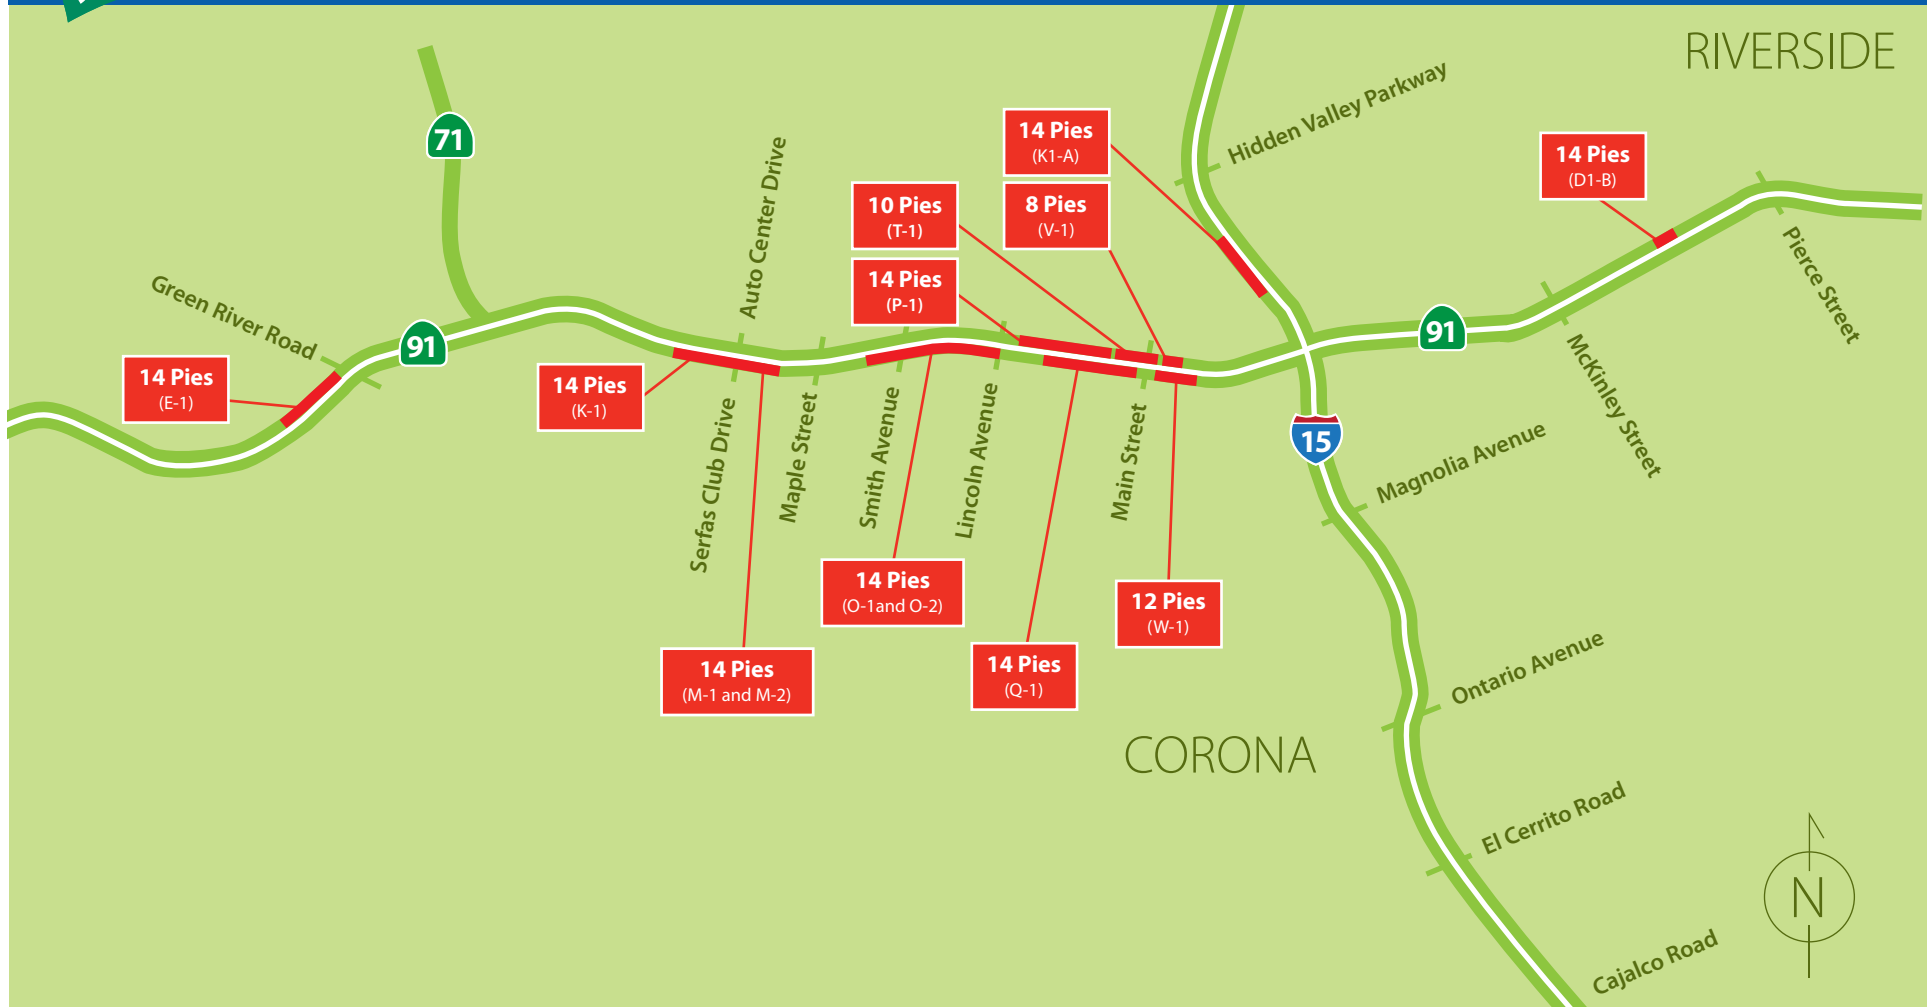 RIVERSIDE
Hidden Valley Parkway
71
14 Pies
(K1-A)
14 Pies
(D1-B)
Auto Center Drive
10 Pies
(T-1)
8 Pies
(V-1)
Pierce Street
14 Pies
(P-1)
Green River Road
91
91
McKinley Street
14 Pies
(E-1)
14 Pies
(K-1)
Serfas Club Drive
Maple Street
Smith Avenue
Lincoln Avenue
Main Street
15
Magnolia Avenue
14 Pies
(O-1and O-2)
12 Pies
(W-1)
14 Pies
(M-1 and M-2)
14 Pies
(Q-1)
Ontario Avenue
CORONA
El Cerrito Road
N
Cajalco Road